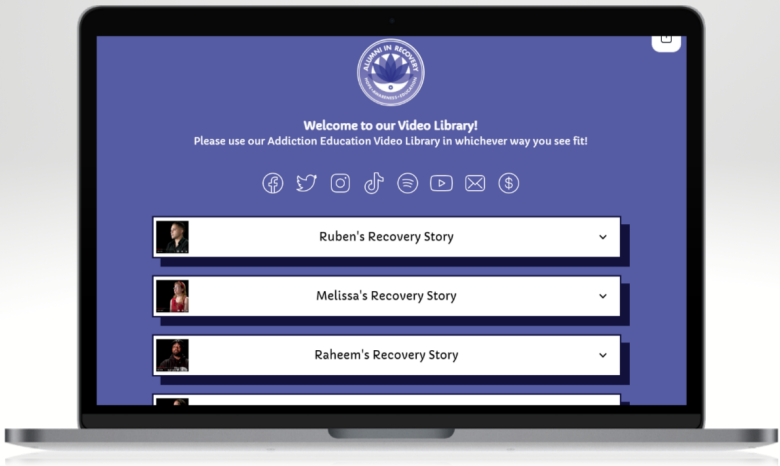 ALUMNI IN RECOVERY
Welcome to our Video Library!
Please use our Addiction Education Video Library in whichever way you see fit!
Ruben's Recovery Story
Melissa's Recovery Story
Raheem's Recovery Story